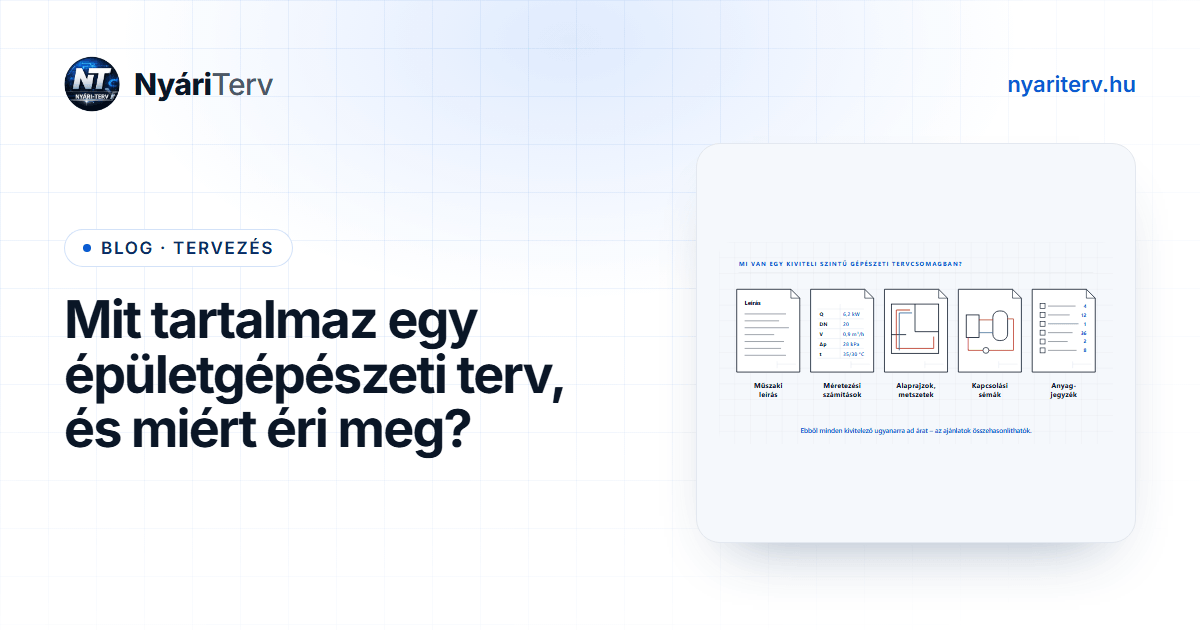 NT
NYÁRI-TERV
NyáriTerv
nyariterv.hu
BLOG · TERVEZÉS
Mit tartalmaz egy
épületgépészeti terv,
és miért éri meg?
MI VAN EGY KIVITELI SZINTŰ GÉPÉSZETI TERVCSOMAGBAN?
Leírás
Q 6,2 kW
DN 20
V 0,9 m³/h
Δp 28 kPa
t 35/30 °C
4
12
1
36
2
8
Műszaki
leírás
Méretezési
számítások
Alaprajzok,
metszetek
Kapcsolási
sémák
Anyag-
jegyzék
Ebből minden kivitelező ugyanarra ad árat – az ajánlatok összehasonlíthatók.